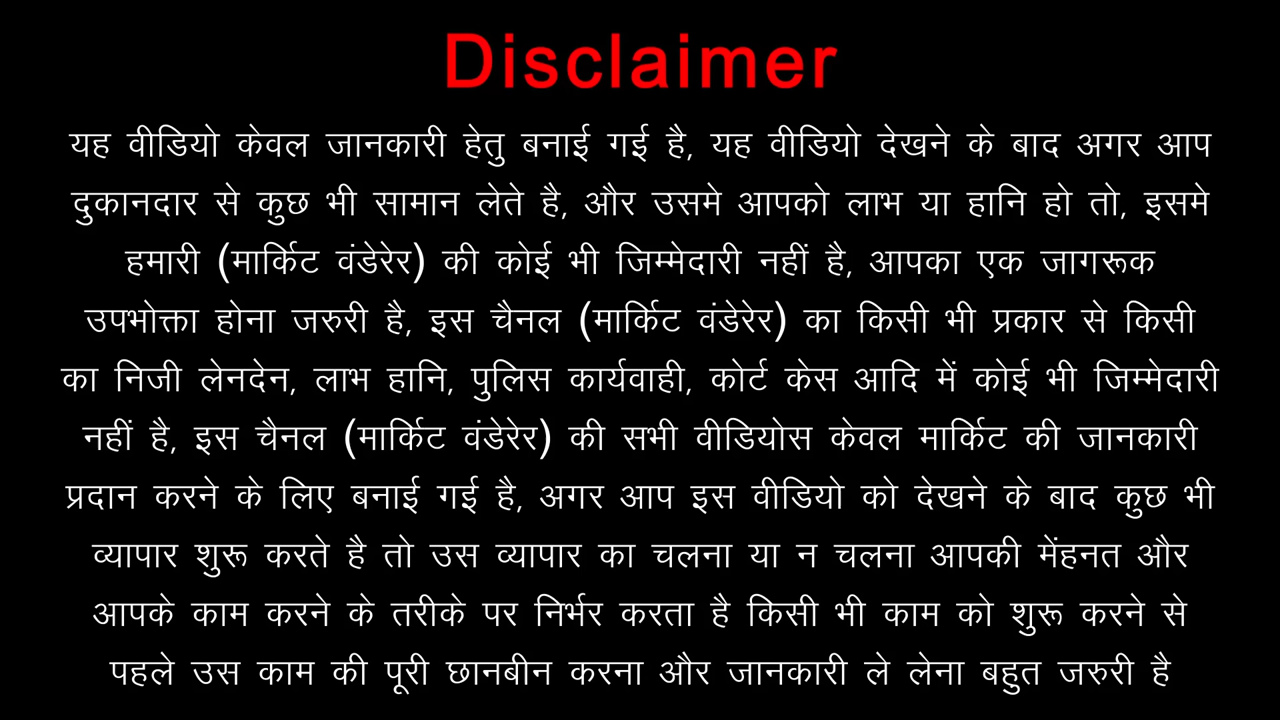 Disclaimer
यह वीडियो केवल जानकारी हेतु बनाई गई है, यह वीडियो देखने के बाद अगर आप
दुकानदार से कुछ भी सामान लेते है, और उसमे आपको लाभ या हानि हो तो, इसमे
हमारी (मार्किट वंडेरेर) की कोई भी जिम्मेदारी नहीं है, आपका एक जागरूक
उपभोक्ता होना जरुरी है, इस चैनल (मार्किट वंडेरेर) का किसी भी प्रकार से किसी
का निजी लेनदेन, लाभ हानि, पुलिस कार्यवाही, कोर्ट केस आदि में कोई भी जिम्मेदारी
नहीं है, इस चैनल (मार्किट वंडेरेर) की सभी वीडियोस केवल मार्किट की जानकारी
प्रदान करने के लिए बनाई गई है, अगर आप इस वीडियो को देखने के बाद कुछ भी
व्यापार शुरू करते है तो उस व्यापार का चलना या न चलना आपकी मेंहनत और
आपके काम करने के तरीके पर निर्भर करता है किसी भी काम को शुरू करने से
पहले उस काम की पूरी छानबीन करना और जानकारी ले लेना बहुत जरुरी है